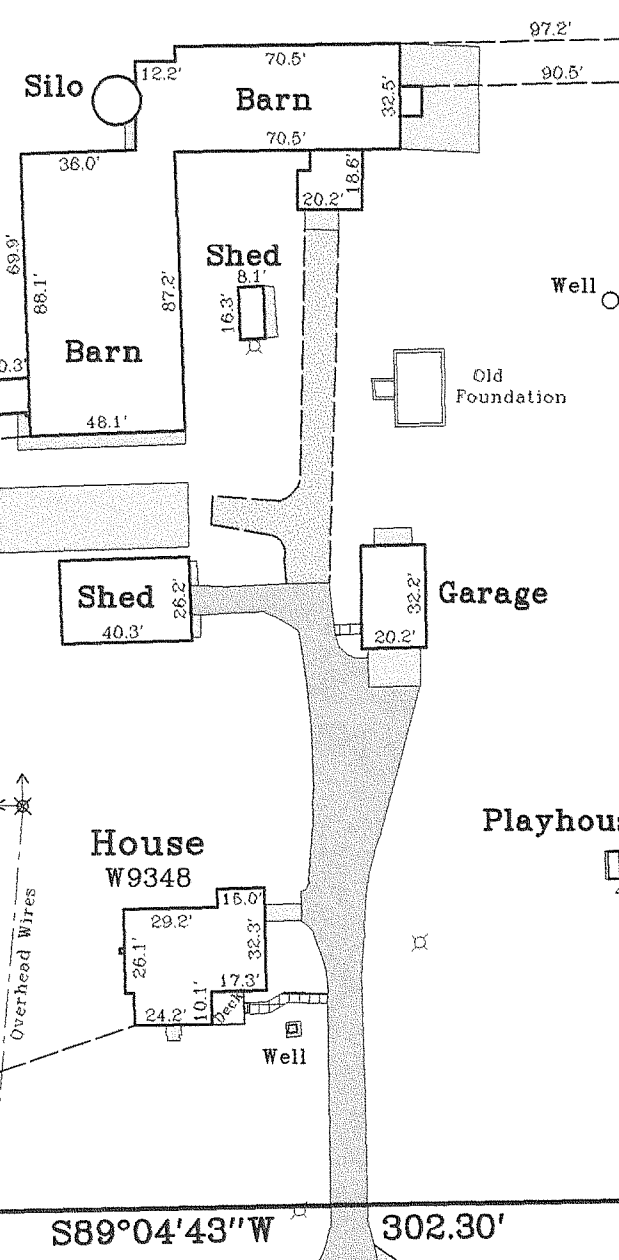 97.2'
70.5'
12.2'
90.5'
Silo
Barn
32.5'
70.5'
36.0'
18.6'
20.2'
Shed
8.1'
69.9'
88.1'
87.2'
16.3'
Well
Barn
0.3'
Old
Foundation
48.1'
Shed
26.2'
40.3'
32.2'
Garage
20.2'
Playhous
House
W9348
16.0'
29.2'
32.3'
26.1'
Overhead Wires
17.3'
10.1'
Deck
24.2'
Well
S89°04'43"W
302.30'